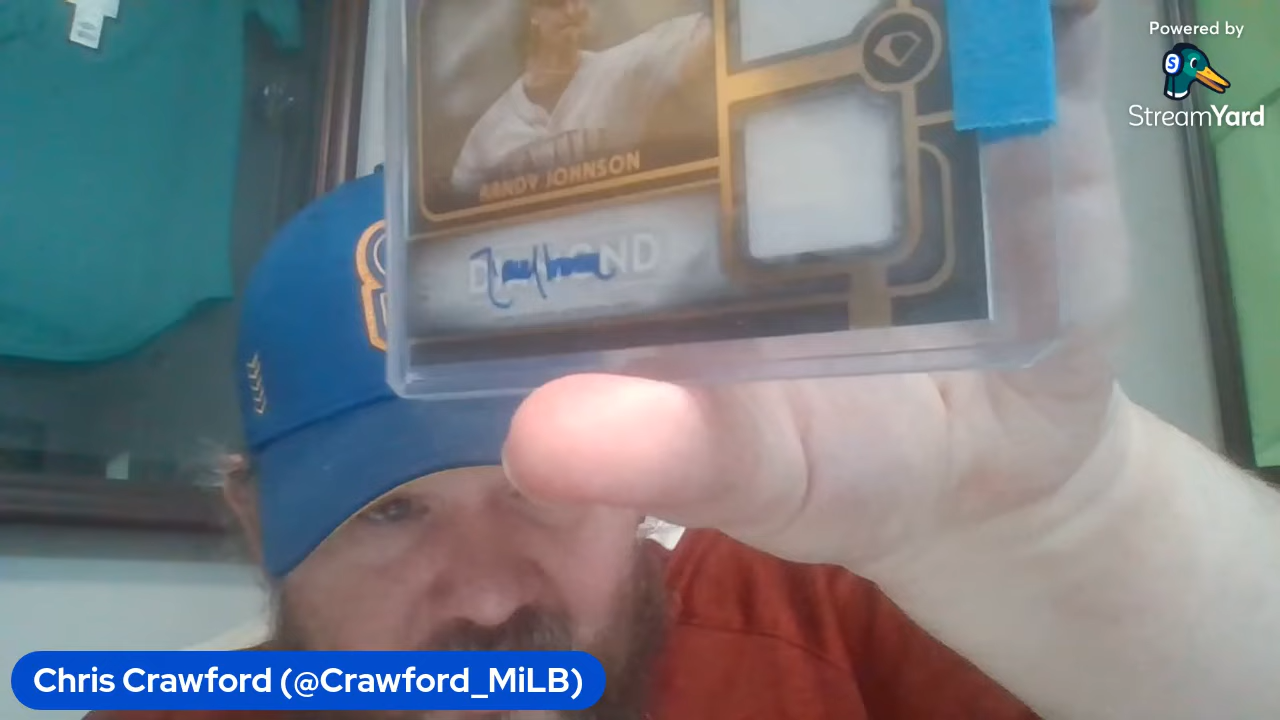 Powered by
StreamYard
RANDY JOHNSON
DIAMOND
Chris Crawford (@Crawford_MiLB)